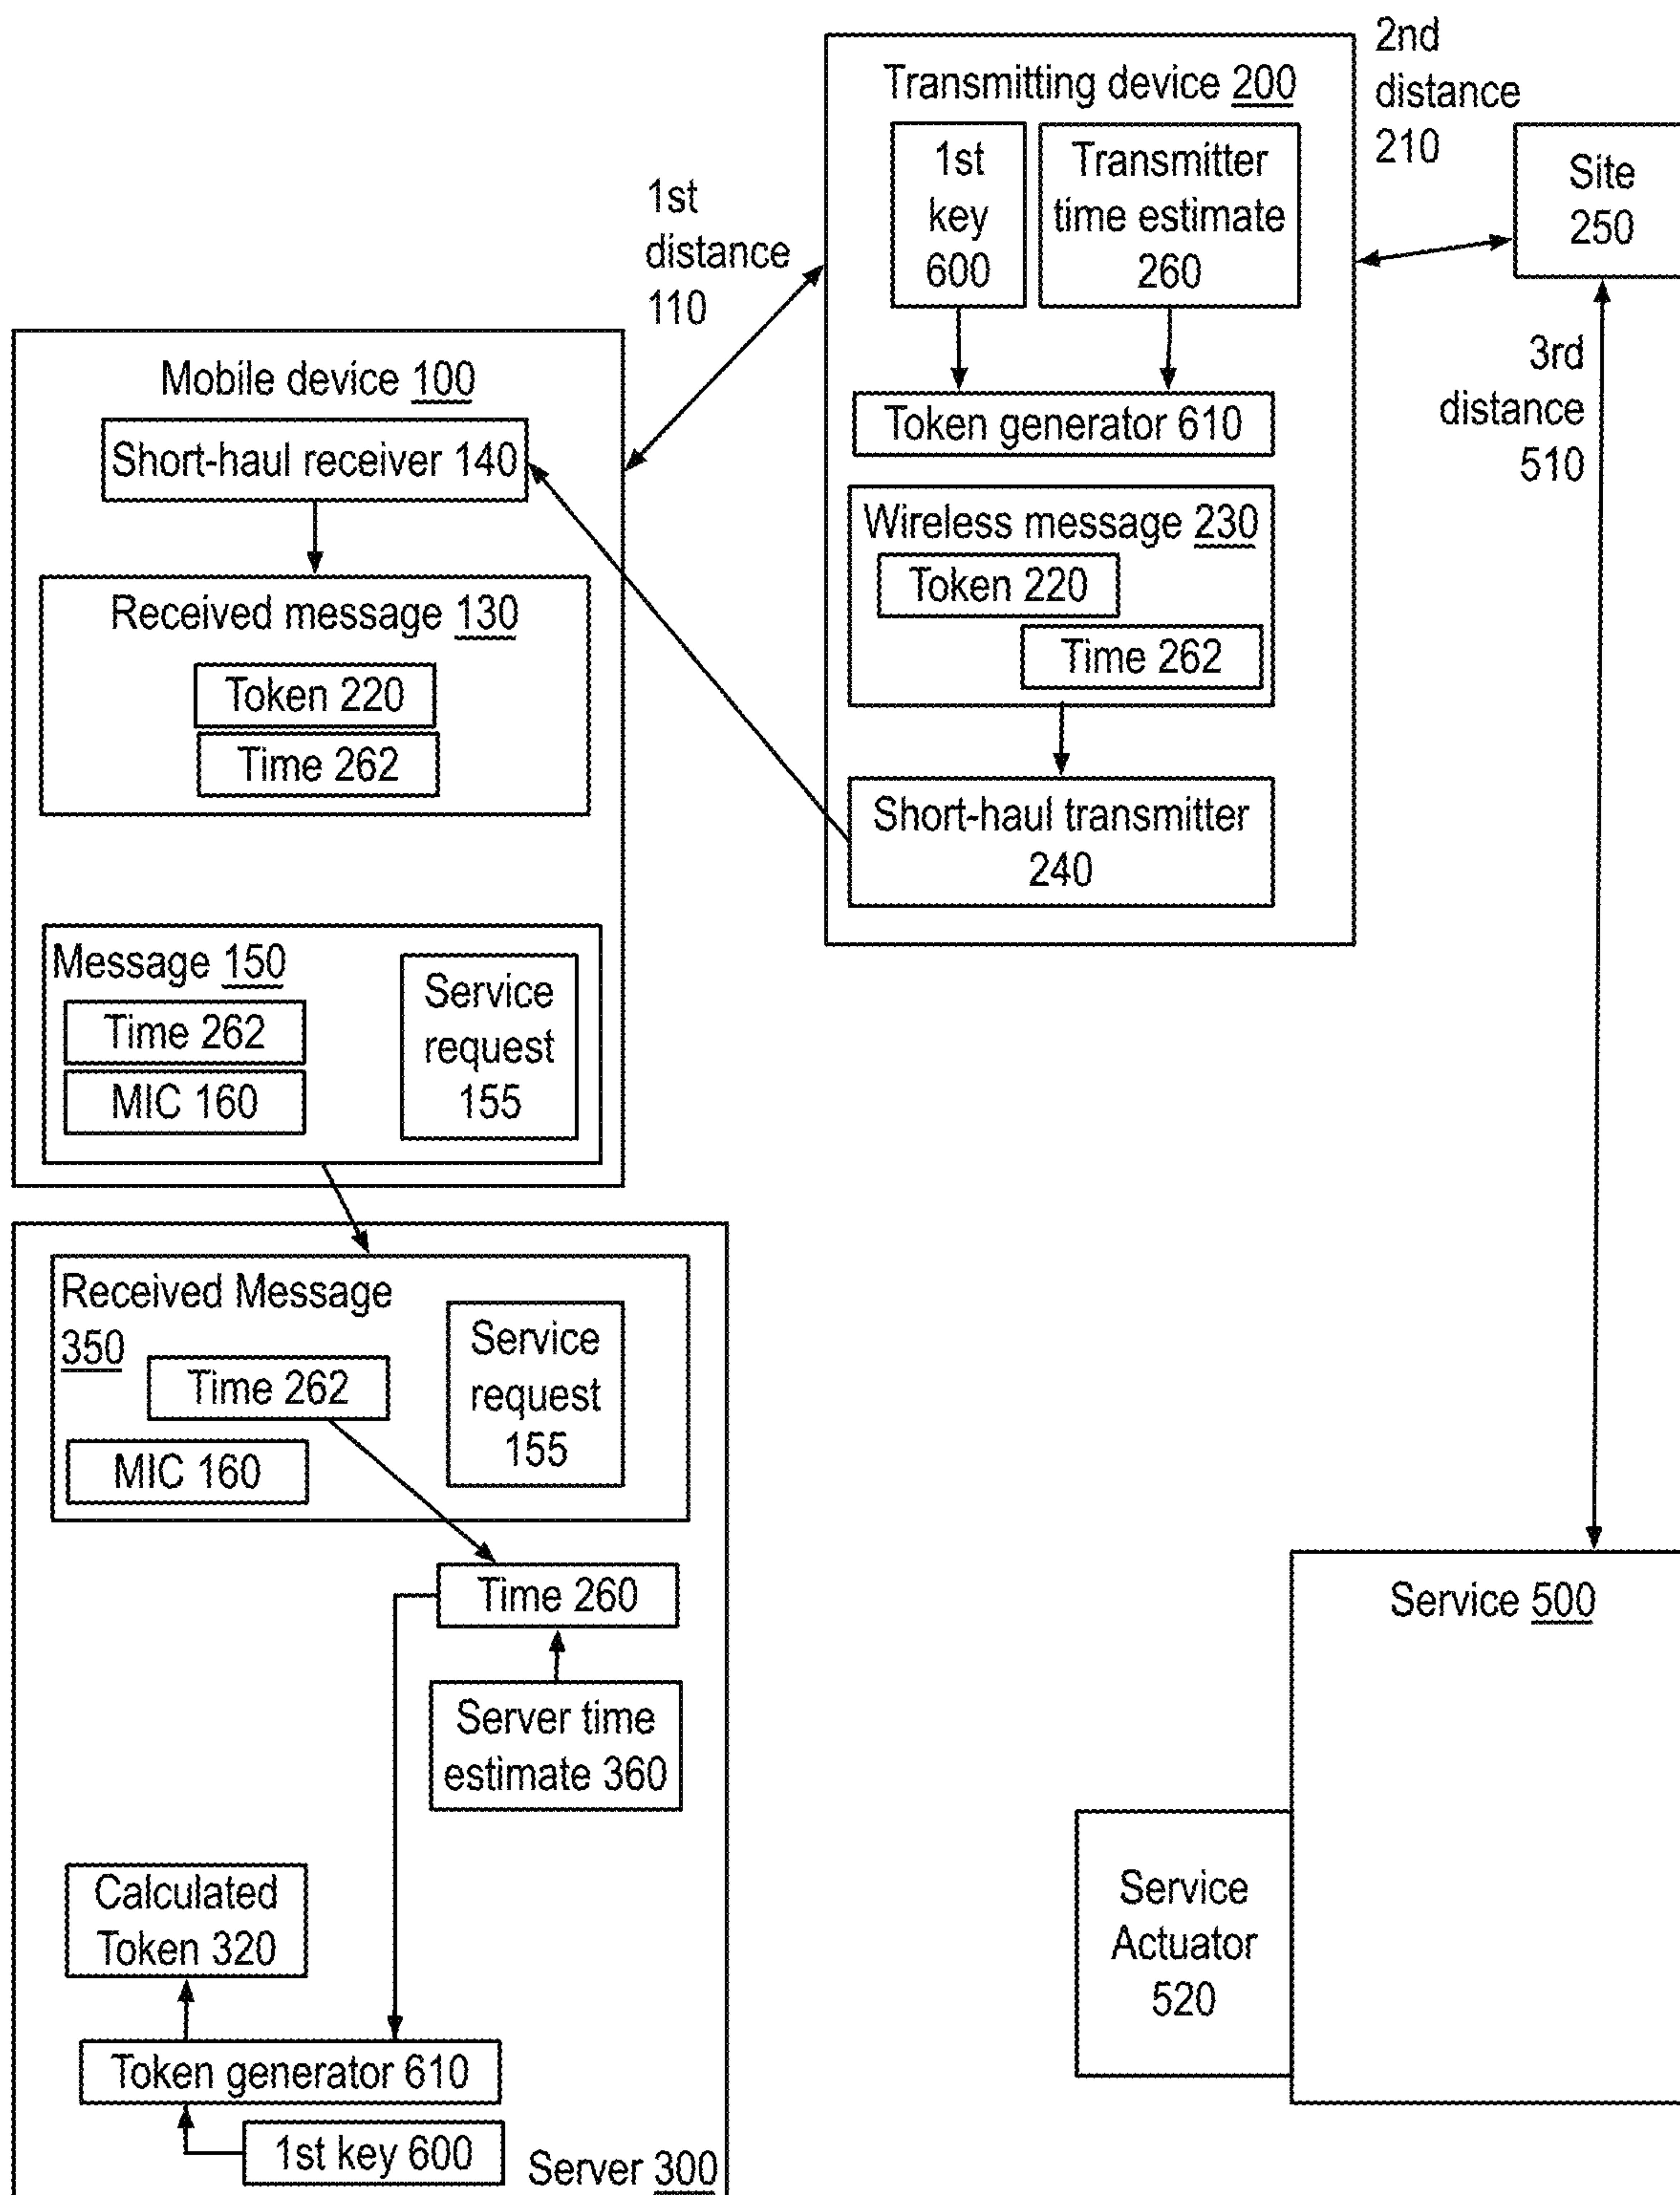 2nd
distance
210
Transmitting device 200
1st
key
600
Transmitter
time estimate
260
Site
250
1st
distance
110
3rd
distance
510
Token generator 610
Wireless message 230
Token 220
Time 262
Short-haul transmitter
240
Mobile device 100
Short-haul receiver 140
Received message 130
Token 220
Time 262
Message 150
Time 262
MIC 160
Service
request
155
Received Message
350
Time 262
MIC 160
Service
request
155
Time 260
Server time
estimate 360
Calculated
Token 320
Token generator 610
1st key 600
Server 300
Service 500
Service
Actuator
520